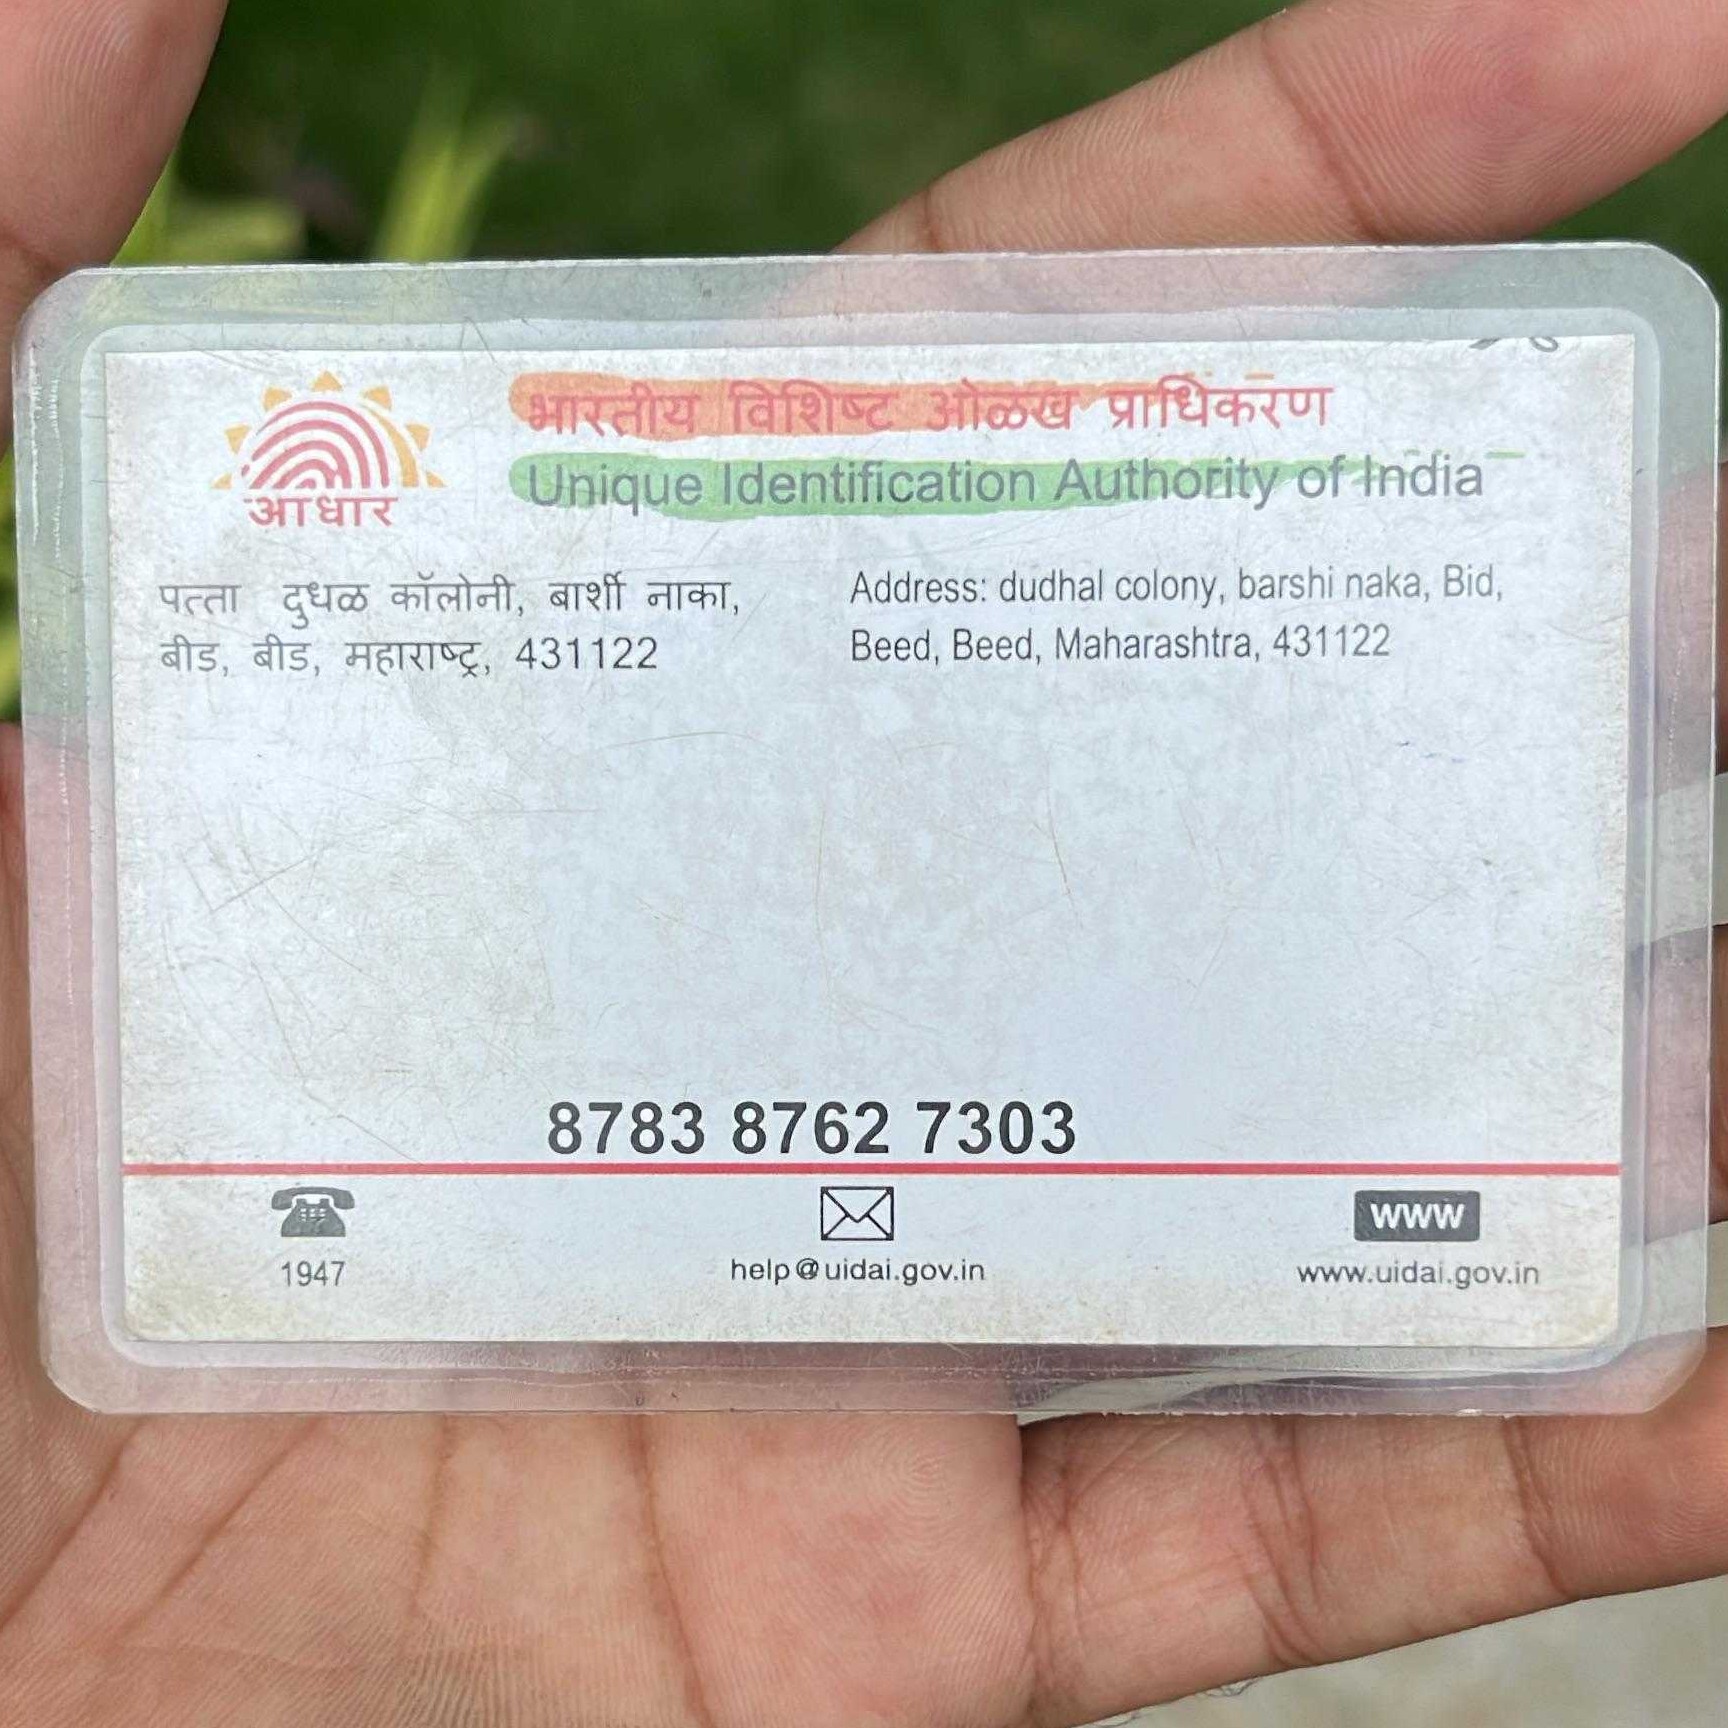 आधार
भारतीय विशिष्ट ओळख प्राधिकरण
Unique Identification Authority of India
पत्ता दुधळ कॉलोनी, बार्शी नाका,
बीड, बीड, महाराष्ट्र, 431122
Address: dudhal colony, barshi naka, Bid,
Beed, Beed, Maharashtra, 431122
8783 8762 7303
1947
help@uidai.gov.in
www
www.uidai.gov.in